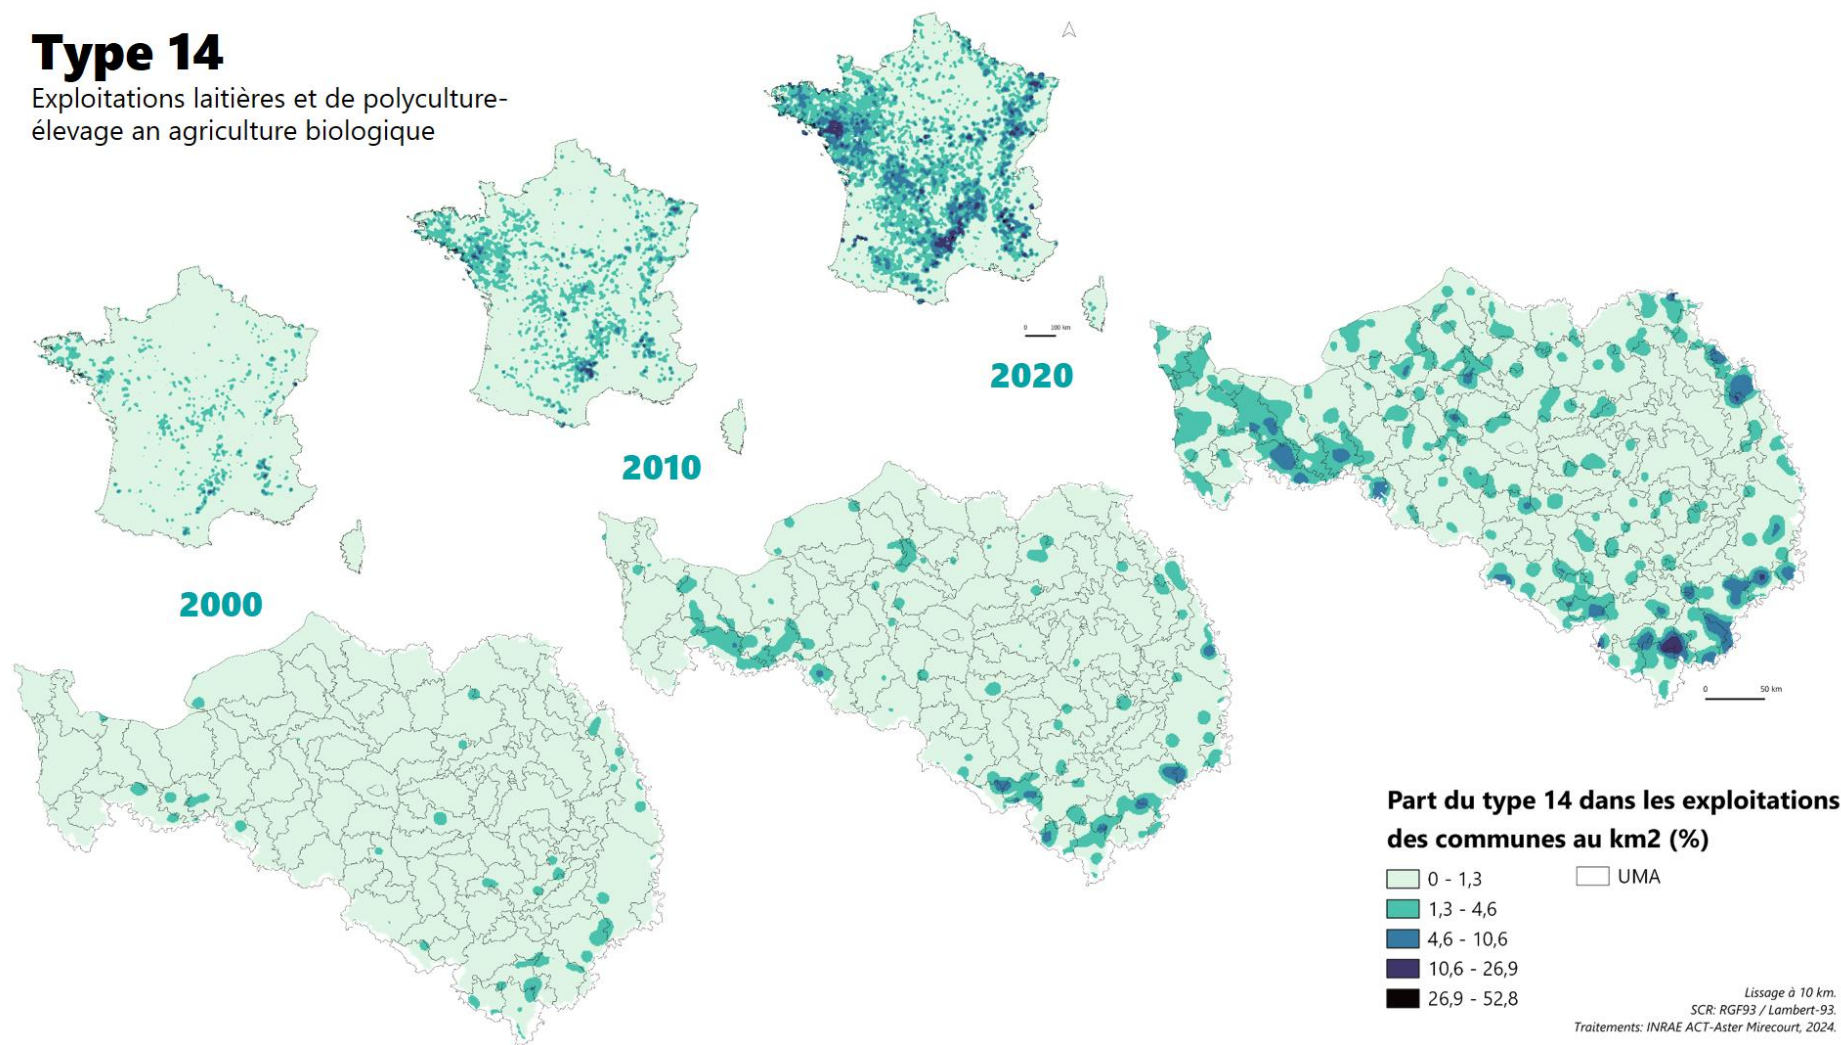 Type 14
Exploitations laitières et de polyculture-
élevage an agriculture biologique
2000
2010
2020
0 100 km
0 50 km
Part du type 14 dans les exploitations
des communes au km2 (%)
0 - 1,3
UMA
1,3 - 4,6
4,6 - 10,6
10,6 - 26,9
26,9 - 52,8
Lissage à 10 km.
SCR: RGF93 / Lambert-93.
Traitements: INRAE ACT-Aster Mirecourt, 2024.